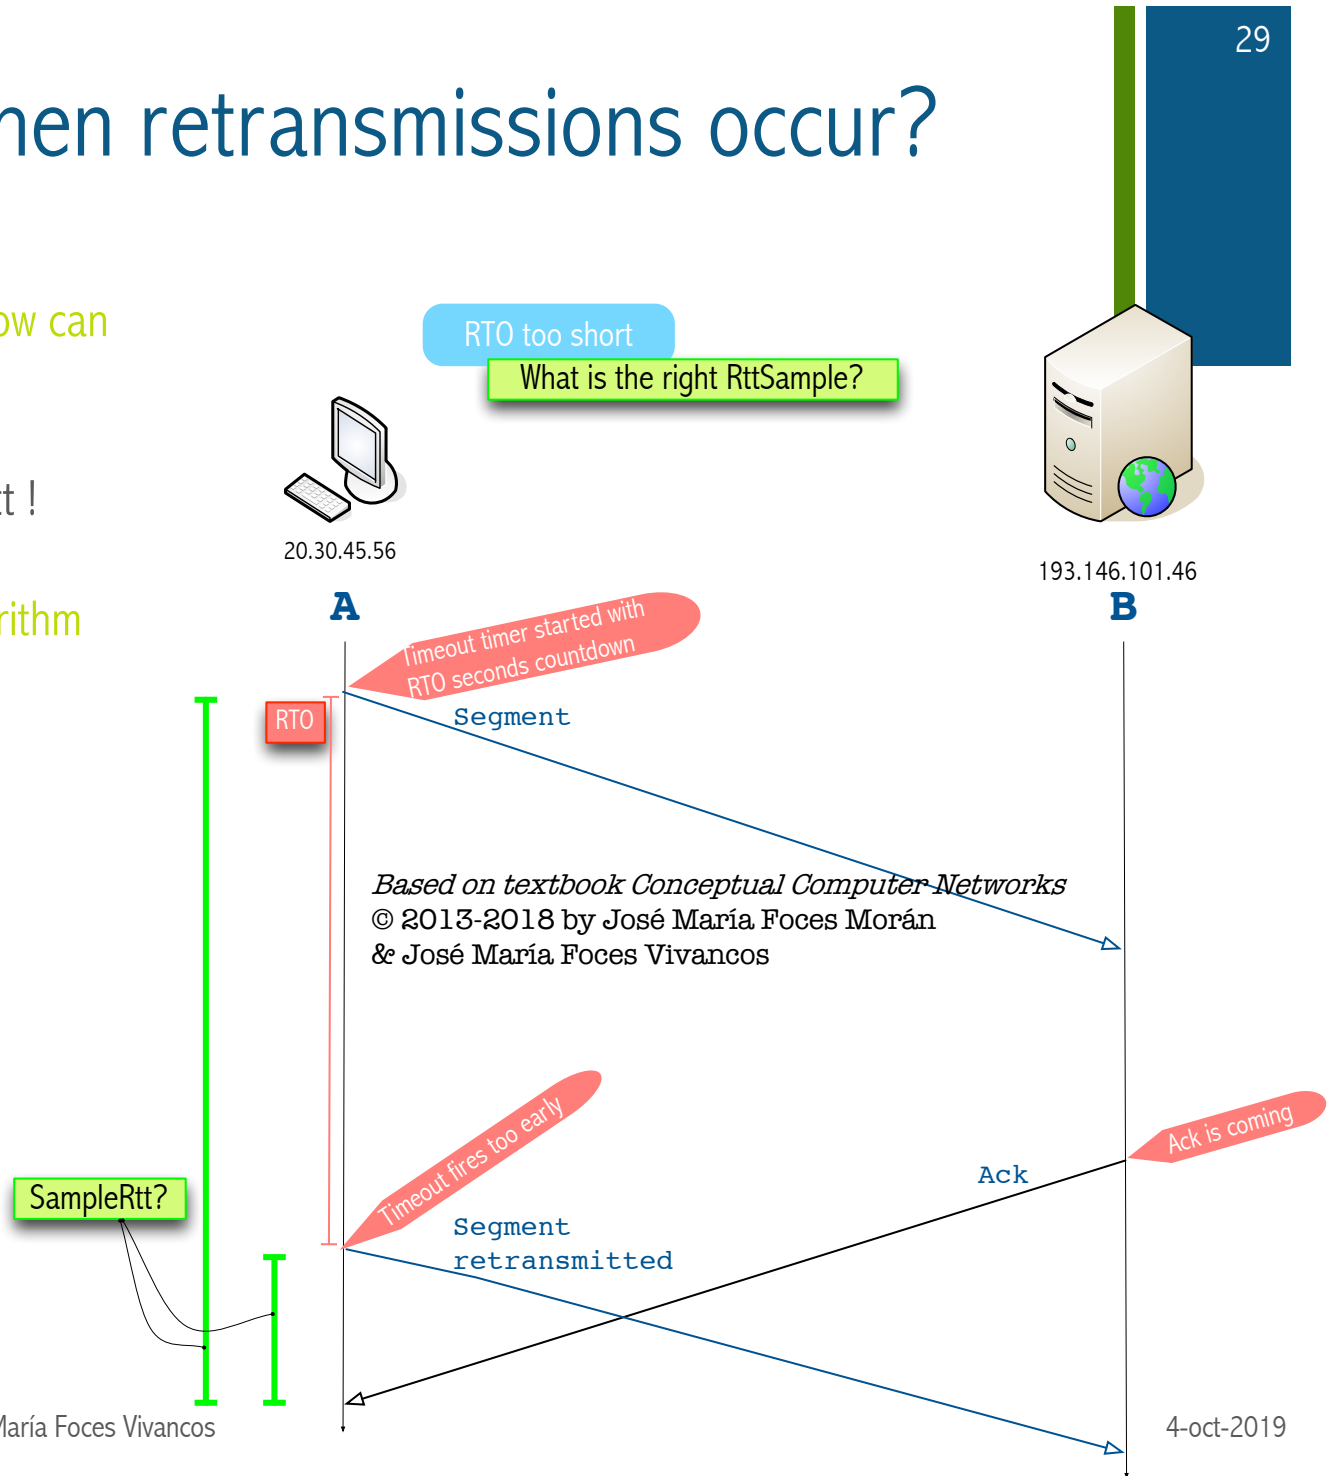 29
hen retransmissions occur?
ow can
RTO too short
What is the right RttSample?
tt !
20.30.45.56
193.146.101.46
rithm
A
B
Timeout timer started with
RTO seconds countdown
RTO
Segment
Based on textbook Conceptual Computer Networks
© 2013-2018 by José María Foces Morán
& José María Foces Vivancos
Timeout fires too early
Ack is coming
Ack
SampleRtt?
Segment
retransmitted
María Foces Vivancos
4-oct-2019